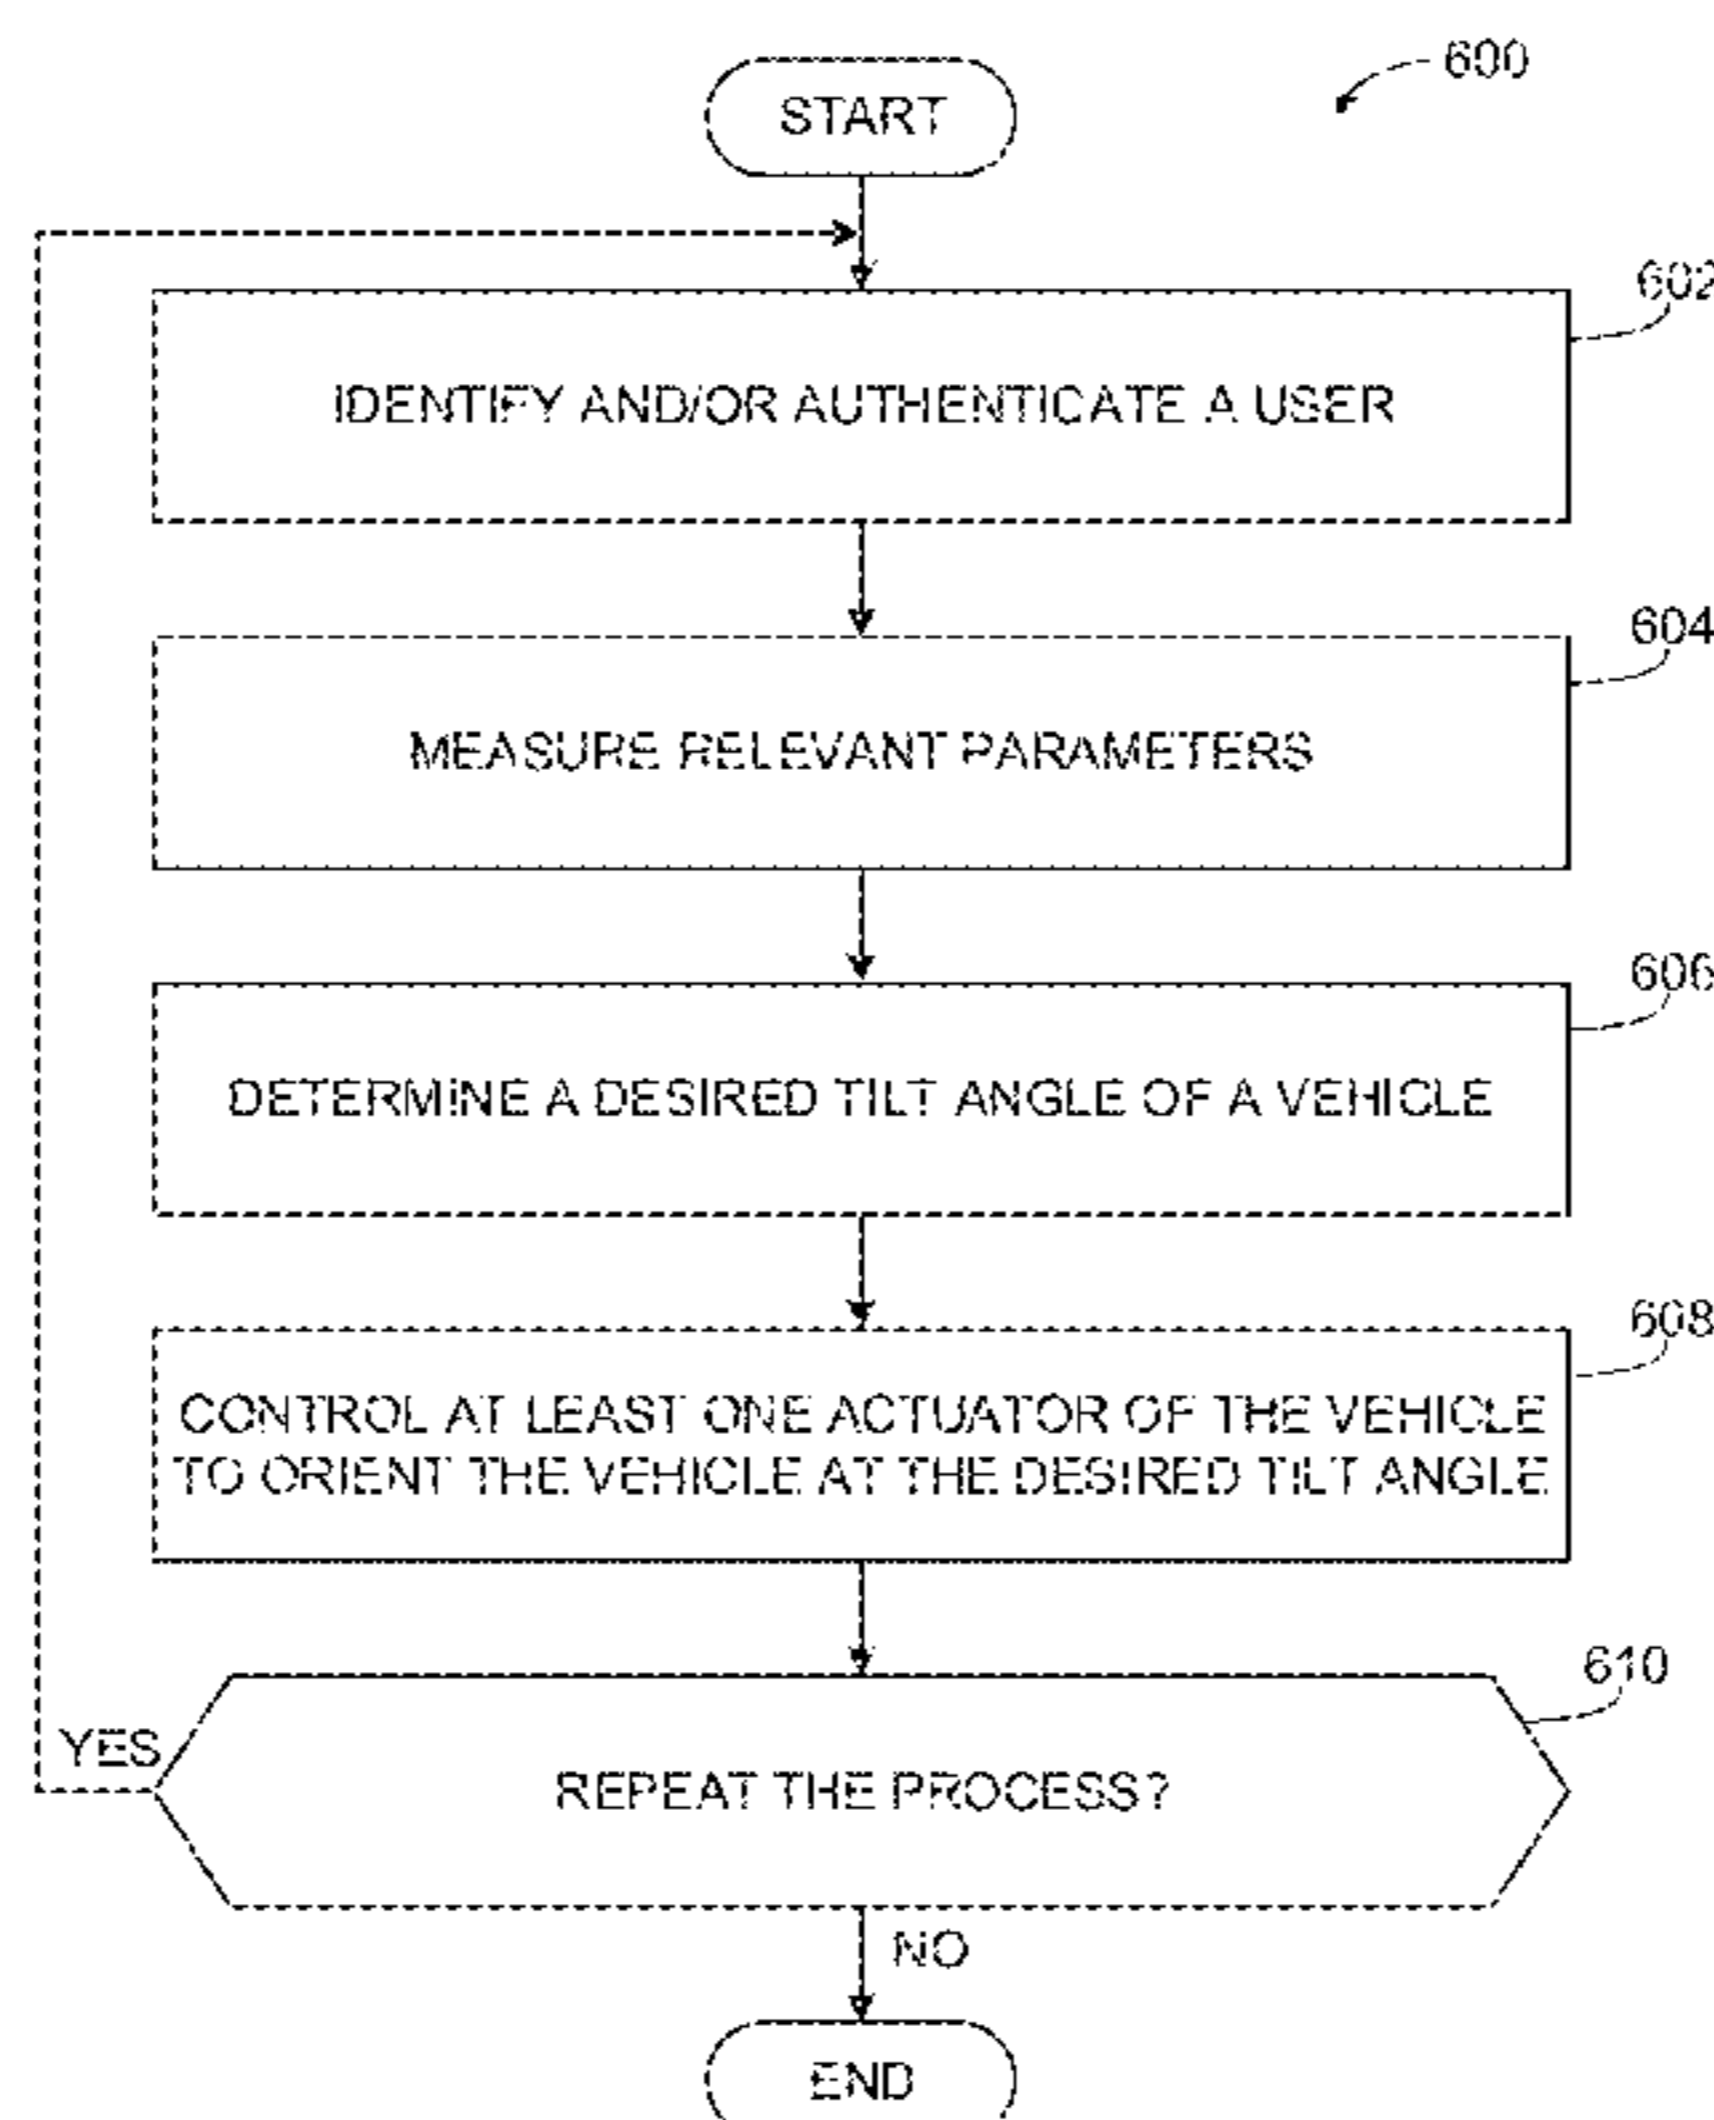 600
START
602
IDENTIFY AND/OR AUTHENTICATE A USER
604
MEASURE RELEVANT PARAMETERS
606
DETERMINE A DESIRED TILT ANGLE OF A VEHICLE
608
CONTROL AT LEAST ONE ACTUATOR OF THE VEHICLE
TO ORIENT THE VEHICLE AT THE DESIRED TILT ANGLE
610
YES
REPEAT THE PROCESS?
NO
END